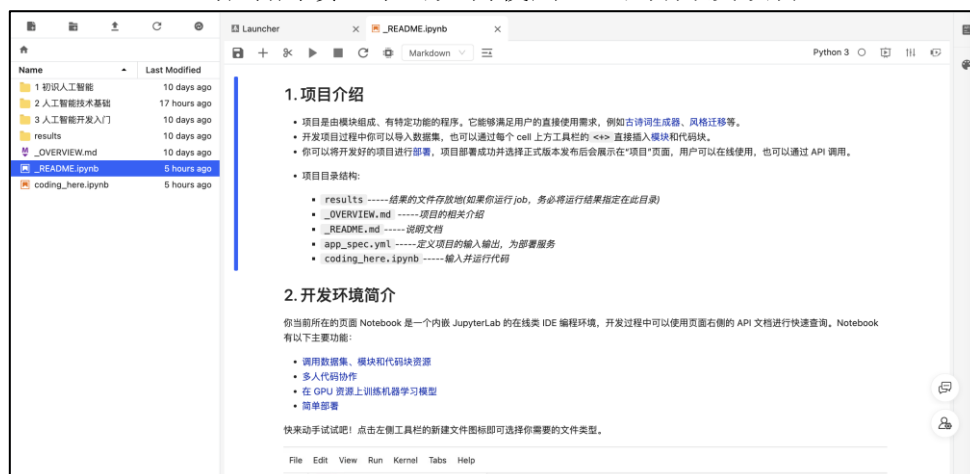 Launcher
_README.ipynb
Markdown
Python 3
Name
Last Modified
1 初识人工智能
10 days ago
2 人工智能技术基础
17 hours ago
3 人工智能开发入门
10 days ago
results
10 days ago
_OVERVIEW.md
10 days ago
_README.ipynb
5 hours ago
coding_here.ipynb
5 hours ago
1. 项目介绍
• 项目是由模块组成、有特定功能的程序。它能够满足用户的直接使用需求，例如古诗词生成器、风格迁移等。
• 开发项目过程中你可以导入数据集，也可以通过每个 cell 上方工具栏的 <+> 直接插入模块和代码块。
• 你可以将开发好的项目进行部署，项目部署成功并选择正式版本发布后会展示在“项目”页面，用户可以在线使用，也可以通过 API 调用。
• 项目目录结构:
▪ results -----结果的文件存放地(如果你运行 job，务必将运行结果指定在此目录)
▪ _OVERVIEW.md -----项目的相关介绍
▪ _README.md -----说明文档
▪ app_spec.yml -----定义项目的输入输出，为部署服务
▪ coding_here.ipynb -----输入并运行代码
2. 开发环境简介
你当前所在的页面 Notebook 是一个内嵌 JupyterLab 的在线类 IDE 编程环境，开发过程中可以使用页面右侧的 API 文档进行快速查询。Notebook
有以下主要功能：
• 调用数据集、模块和代码块资源
• 多人代码协作
• 在 GPU 资源上训练机器学习模型
• 简单部署
快来动手试试吧！点击左侧工具栏的新建文件图标即可选择你需要的文件类型。
File Edit View Run Kernel Tabs Help